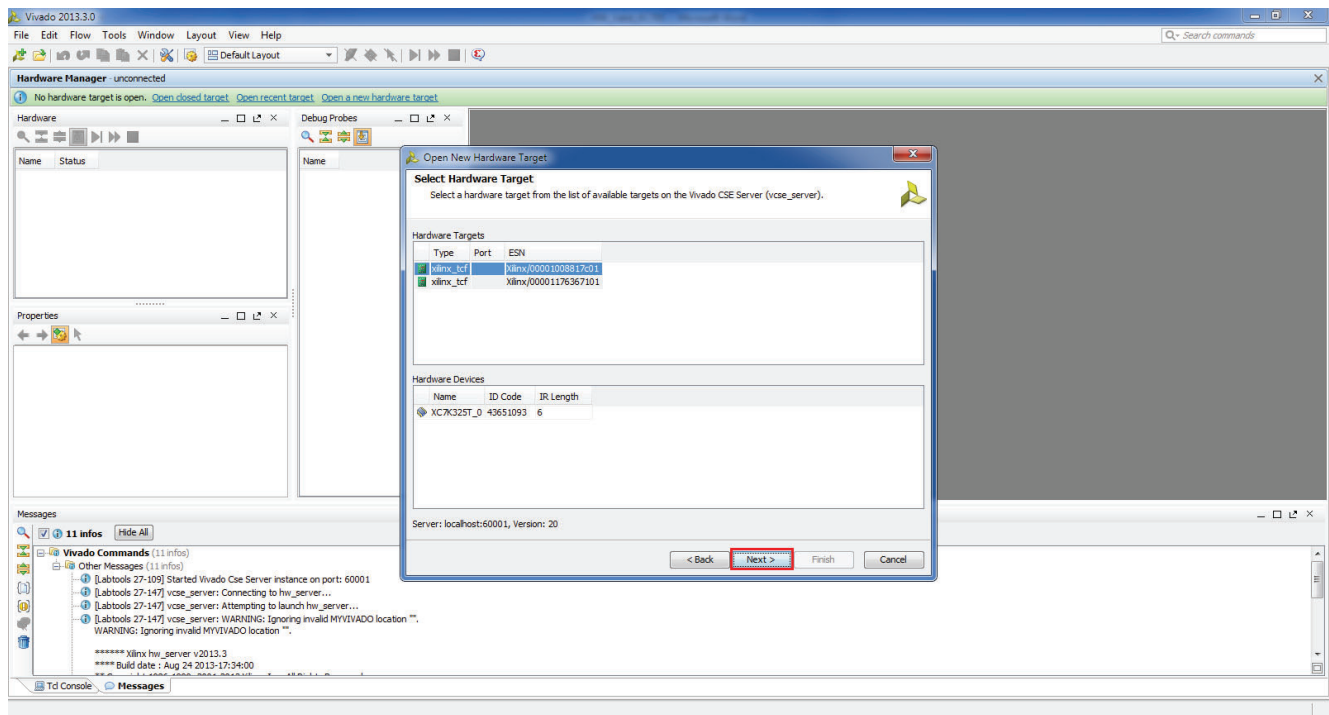 Vivado 2013.3.0
File Edit Flow Tools Window Layout View Help
Q- Search commands
Default Layout
Hardware Manager - unconnected
No hardware target is open. Open closed target Open recent target Open a new hardware target
Hardware
Debug Probes
Name Status
Name
Open New Hardware Target
Select Hardware Target
Select a hardware target from the list of available targets on the Vivado CSE Server (vcse_server).
Hardware Targets
Type Port ESN
xilinx_tcf Xilinx/00001008817c01
xilinx_tcf Xilinx/00001176367101
Properties
Hardware Devices
Name ID Code IR Length
XC7K325T_0 43651093 6
Server: localhost:60001, Version: 20
< Back Next > Finish Cancel
Messages
11 infos Hide All
Vivado Commands (11 infos)
Other Messages (11 infos)
[Labtools 27-109] Started Vivado Cse Server instance on port: 60001
[Labtools 27-147] vcse_server: Connecting to hw_server...
[Labtools 27-147] vcse_server: Attempting to launch hw_server...
[Labtools 27-147] vcse_server: WARNING: Ignoring invalid MYVIVADO location "".
WARNING: Ignoring invalid MYVIVADO location "".
****** Xilinx hw_server v2013.3
**** Build date : Aug 24 2013-17:34:00
Tcl Console Messages